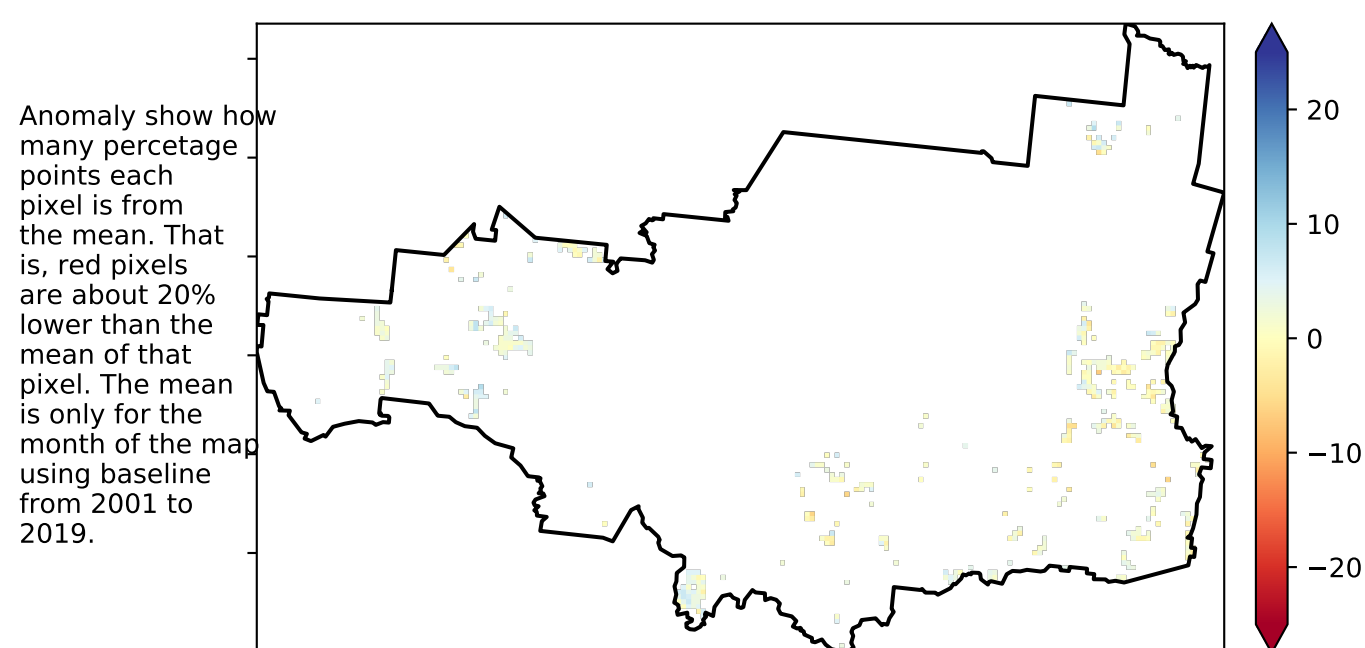 Anomaly show how
many percetage
points each
pixel is from
the mean. That
is, red pixels
are about 20%
lower than the
mean of that
pixel. The mean
is only for the
month of the map
using baseline
from 2001 to
2019.
20
10
0
−10
−20